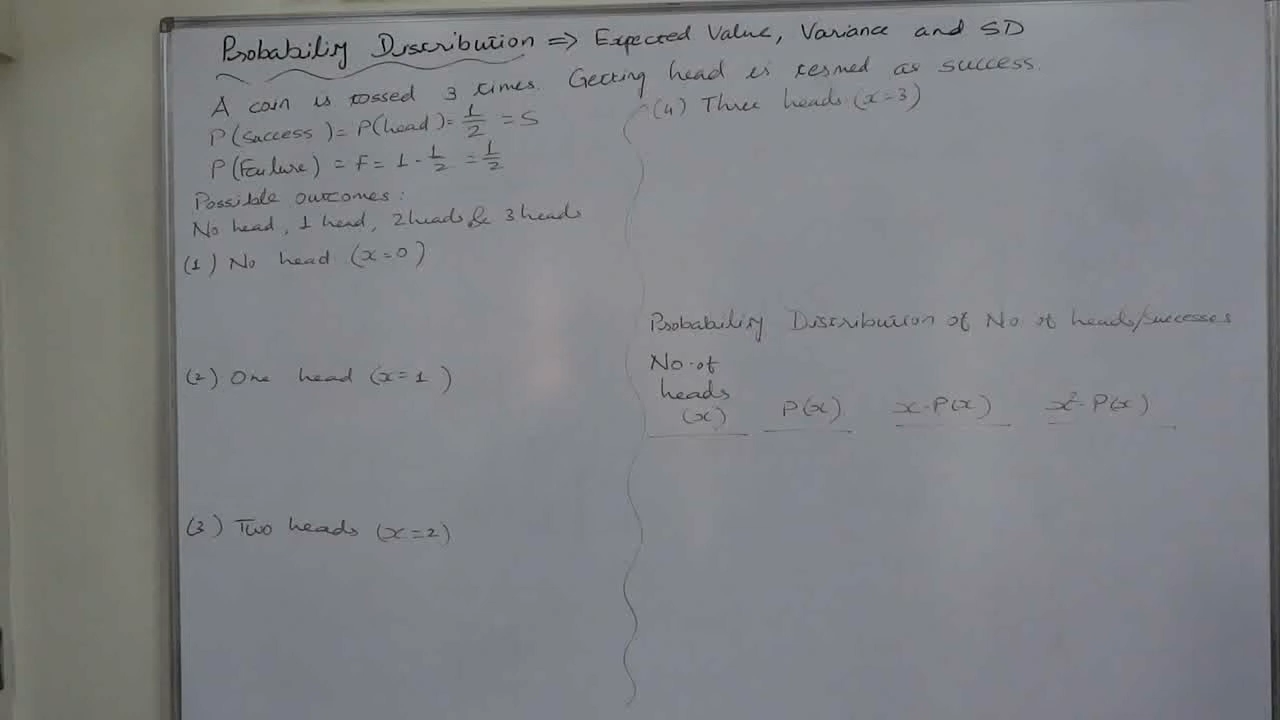 Probability Distribution => Expected Value, Variance and SD
A coin is tossed 3 times. Getting head is termed as success.
P(success) = P(head) = 1/2 = S
P(Failure) = F = 1 - 1/2 = 1/2
Possible outcomes:
No head, 1 head, 2 heads & 3 heads
(1) No head (x=0)
(2) One head (x=1)
(3) Two heads (x=2)
(4) Three heads (x=3)
Probability Distribution of No of heads/successes
No. of
heads
(x) P(x) x·P(x) x²·P(x)